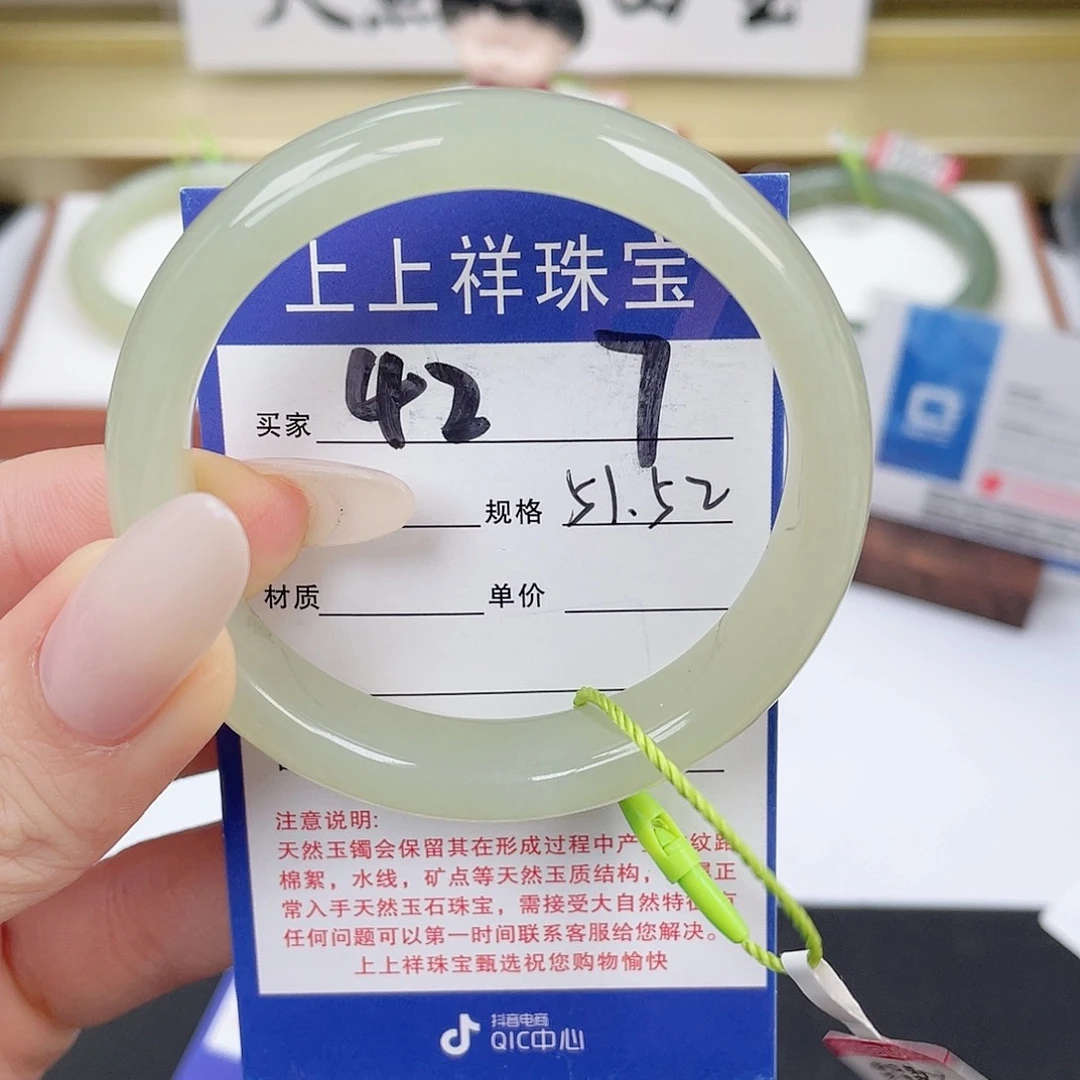 上上祥珠宝
买家 42 7
规格 51.52
材质 单价
注意说明:
天然玉镯会保留其在形成过程中产 纹路
棉絮，水线，矿点等天然玉质结构， 正
常入手天然玉石珠宝，需接受大自然特
任何问题可以第一时间联系客服给您解决。
上上祥珠宝甄选祝您购物愉快
抖音电商
QIC中心